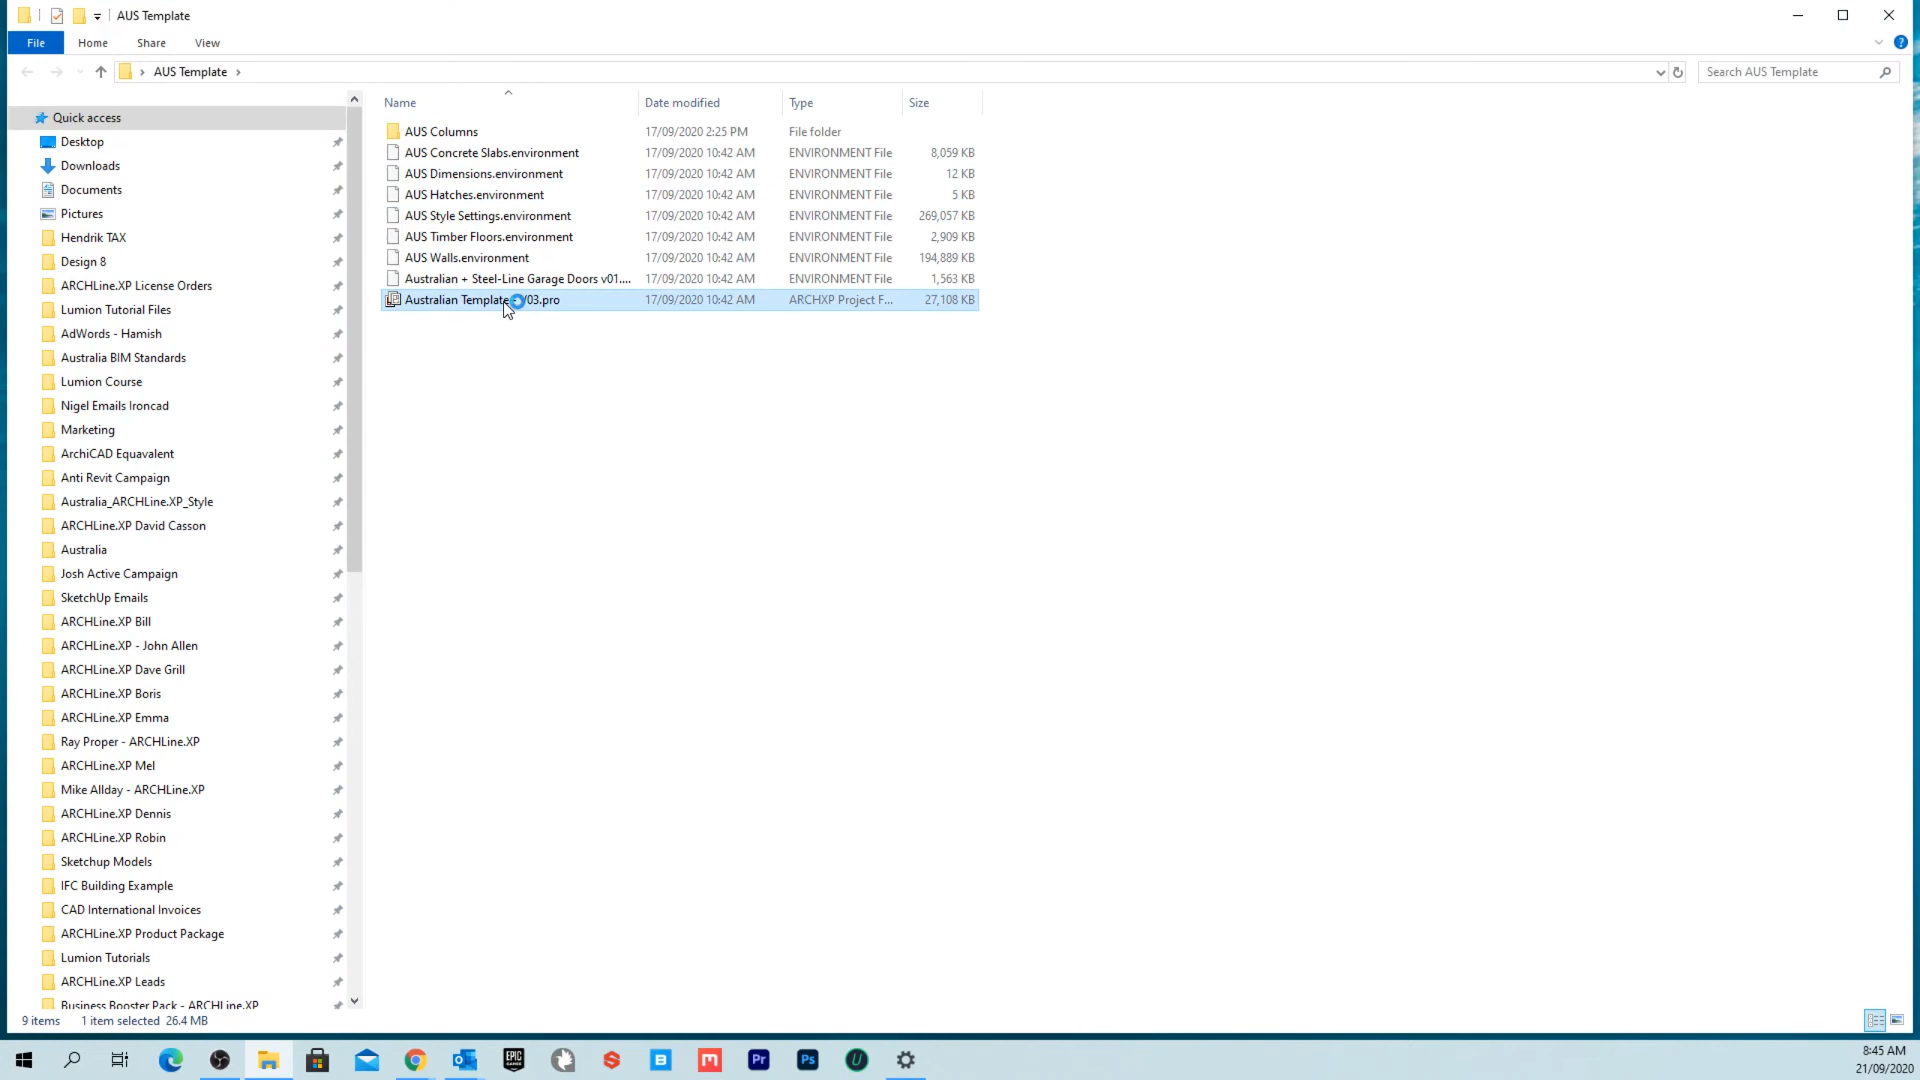 AUS Template
File Home Share View
AUS Template
Search AUS Template
Name Date modified Type Size
Quick access
Desktop
Downloads
Documents
Pictures
Hendrik TAX
Design 8
ARCHLine.XP License Orders
Lumion Tutorial Files
AdWords - Hamish
Australia BIM Standards
Lumion Course
Nigel Emails Ironcad
Marketing
ArchiCAD Equavalent
Anti Revit Campaign
Australia_ARCHLine.XP_Style
ARCHLine.XP David Casson
Australia
Josh Active Campaign
SketchUp Emails
ARCHLine.XP Bill
ARCHLine.XP - John Allen
ARCHLine.XP Dave Grill
ARCHLine.XP Boris
ARCHLine.XP Emma
Ray Proper - ARCHLine.XP
ARCHLine.XP Mel
Mike Allday - ARCHLine.XP
ARCHLine.XP Dennis
ARCHLine.XP Robin
Sketchup Models
IFC Building Example
CAD International Invoices
ARCHLine.XP Product Package
Lumion Tutorials
ARCHLine.XP Leads
Business Booster Pack - ARCHLine.XP
AUS Columns 17/09/2020 2:25 PM File folder
AUS Concrete Slabs.environment 17/09/2020 10:42 AM ENVIRONMENT File 8,059 KB
AUS Dimensions.environment 17/09/2020 10:42 AM ENVIRONMENT File 12 KB
AUS Hatches.environment 17/09/2020 10:42 AM ENVIRONMENT File 5 KB
AUS Style Settings.environment 17/09/2020 10:42 AM ENVIRONMENT File 269,057 KB
AUS Timber Floors.environment 17/09/2020 10:42 AM ENVIRONMENT File 2,909 KB
AUS Walls.environment 17/09/2020 10:42 AM ENVIRONMENT File 194,889 KB
Australian + Steel-Line Garage Doors v01.... 17/09/2020 10:42 AM ENVIRONMENT File 1,563 KB
Australian Template /03.pro 17/09/2020 10:42 AM ARCHXP Project F... 27,108 KB
9 items 1 item selected 26.4 MB
EPIC GAMES
Pr
Ps
8:45 AM
21/09/2020